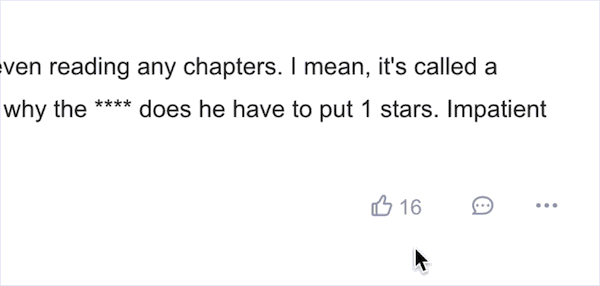 even reading any chapters. I mean, it's called a
why the **** does he have to put 1 stars. Impatient
16